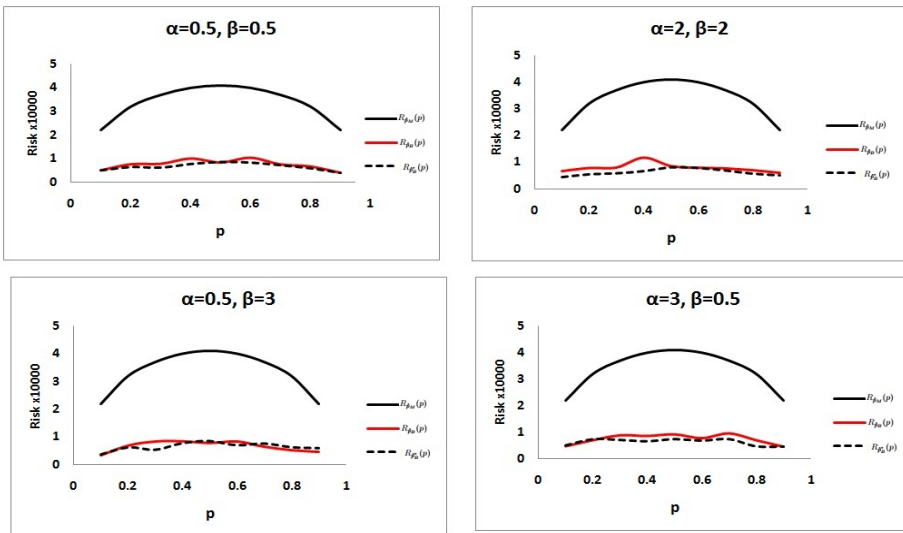 α=0.5, β=0.5
Risk x10000
5
4
3
2
1
0
0
0.2
0.4
0.6
0.8
1
p
(p)
(p)
(p)
α=2, β=2
Risk x10000
5
4
3
2
1
0
0
0.2
0.4
0.6
0.8
1
p
(p)
(p)
(p)
α=0.5, β=3
Risk x10000
5
4
3
2
1
0
0
0.2
0.4
0.6
0.8
1
p
(p)
(p)
(p)
α=3, β=0.5
Risk x10000
5
4
3
2
1
0
0
0.2
0.4
0.6
0.8
1
p
(p)
(p)
(p)